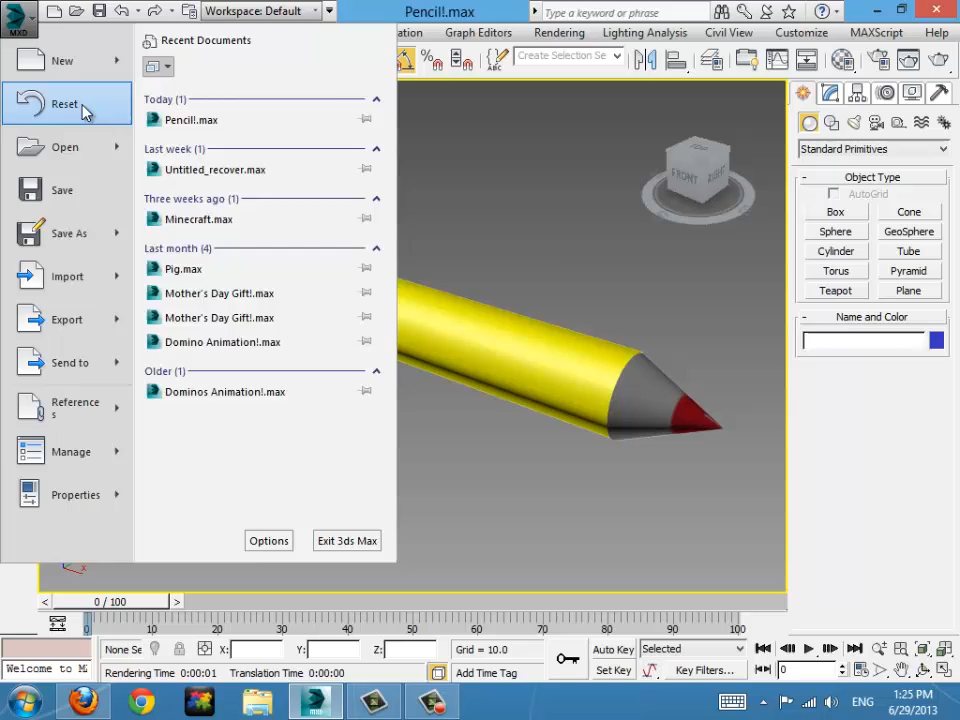 Workspace: Default
Pencil!.max
Type a keyword or phrase
MXD
ation
Graph Editors
Rendering
Lighting Analysis
Civil View
Customize
MAXScript
Help
Create Selection Se
New
Reset
Open
Save
Save As
Import
Export
Send to
Reference
s
Manage
Properties
Recent Documents
Today (1)
Pencil!.max
Last week (1)
Untitled_recover.max
Three weeks ago (1)
Minecraft.max
Last month (4)
Pig.max
Mother's Day Gift!.max
Mother's Day Gift!.max
Domino Animation!.max
Older (1)
Dominos Animation!.max
Options
Exit 3ds Max
FRONT
RIGHT
Standard Primitives
Object Type
AutoGrid
Box
Cone
Sphere
GeoSphere
Cylinder
Tube
Torus
Pyramid
Teapot
Plane
Name and Color
x
< 0 / 100 >
0 10 20 30 40 50 60 70 80 90 100
None Se
X:
Y:
Z:
Grid = 10.0
Auto Key
Selected
Welcome to M
Rendering Time 0:00:01
Translation Time 0:00:00
Add Time Tag
Set Key
Key Filters...
0
MXD
ENG
1:25 PM
6/29/2013